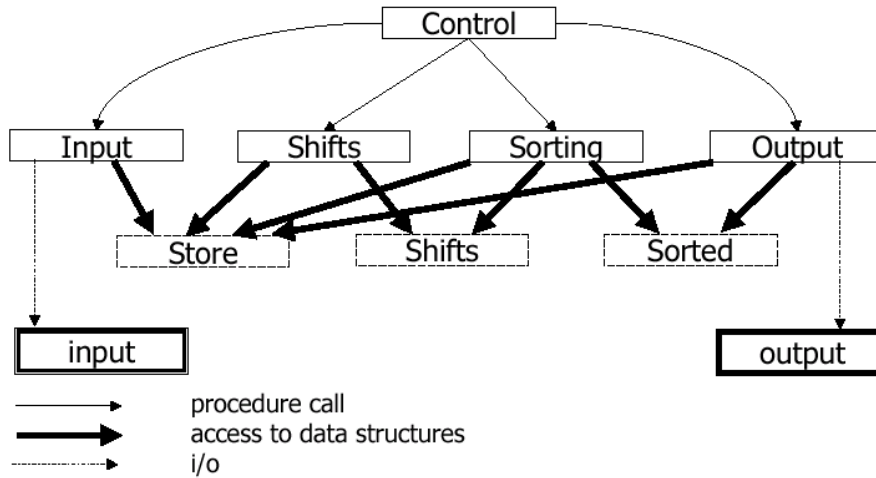 Control
Input
Shifts
Sorting
Output
Store
Shifts
Sorted
input
output
procedure call
access to data structures
i/o